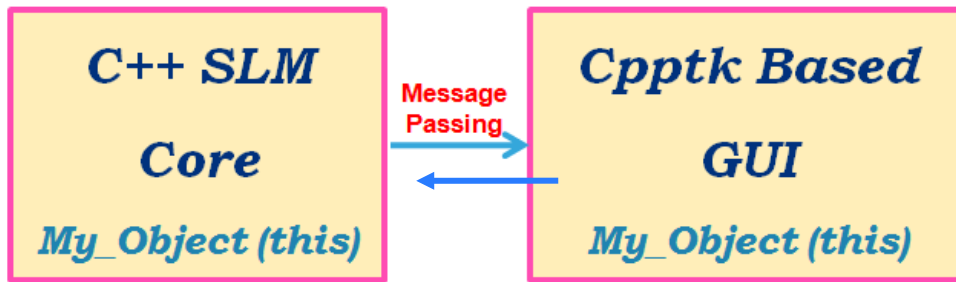 C++ SLM
Core
My_Object (this)
Message
Passing
Cpptk Based
GUI
My_Object (this)